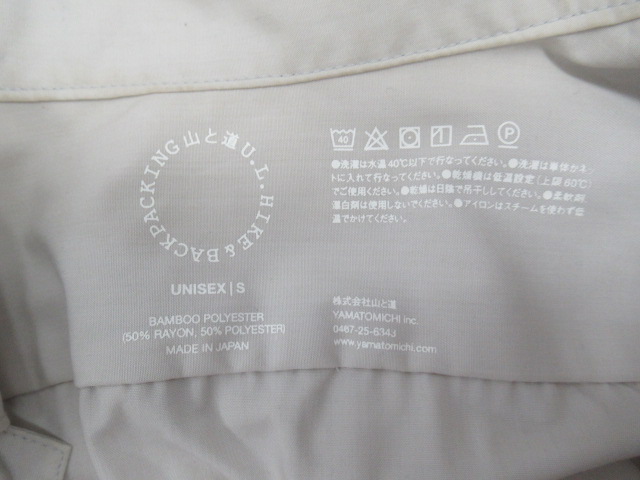 山と道 U.L. HIKE & BACKPACKING
UNISEX | S
BAMBOO POLYESTER
(50% RAYON, 50% POLYESTER)
MADE IN JAPAN
40
●洗濯は水温40℃以下で行なってください。●洗濯は単体かネッ
トに入れて行なってください。●乾燥機は低温設定(上限60℃)
でご使用ください。●乾燥は日陰で吊干ししてください。●柔軟剤、
漂白剤は使用しないでください。●アイロンはスチームを使わず低
温でかけてください。
株式会社山と道
YAMATOMICHI inc.
0467-25-6343
www.yamatomichi.com